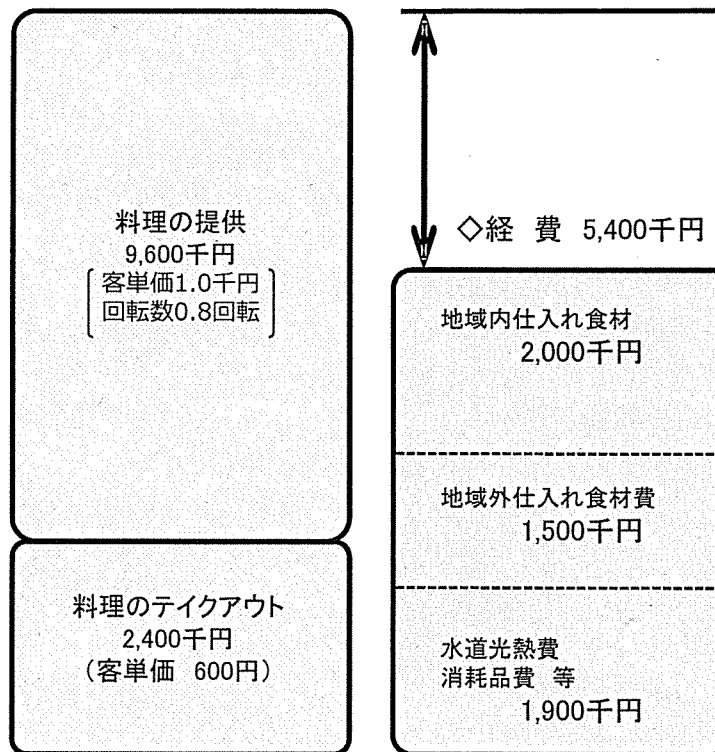 料理の提供
9,600千円
客単価1.0千円
回転数0.8回転
料理のテイクアウト
2,400千円
(客単価 600円)
◇経 費 5,400千円
地域内仕入れ食材
2,000千円
地域外仕入れ食材費
1,500千円
水道光熱費
消耗品費 等
1,900千円